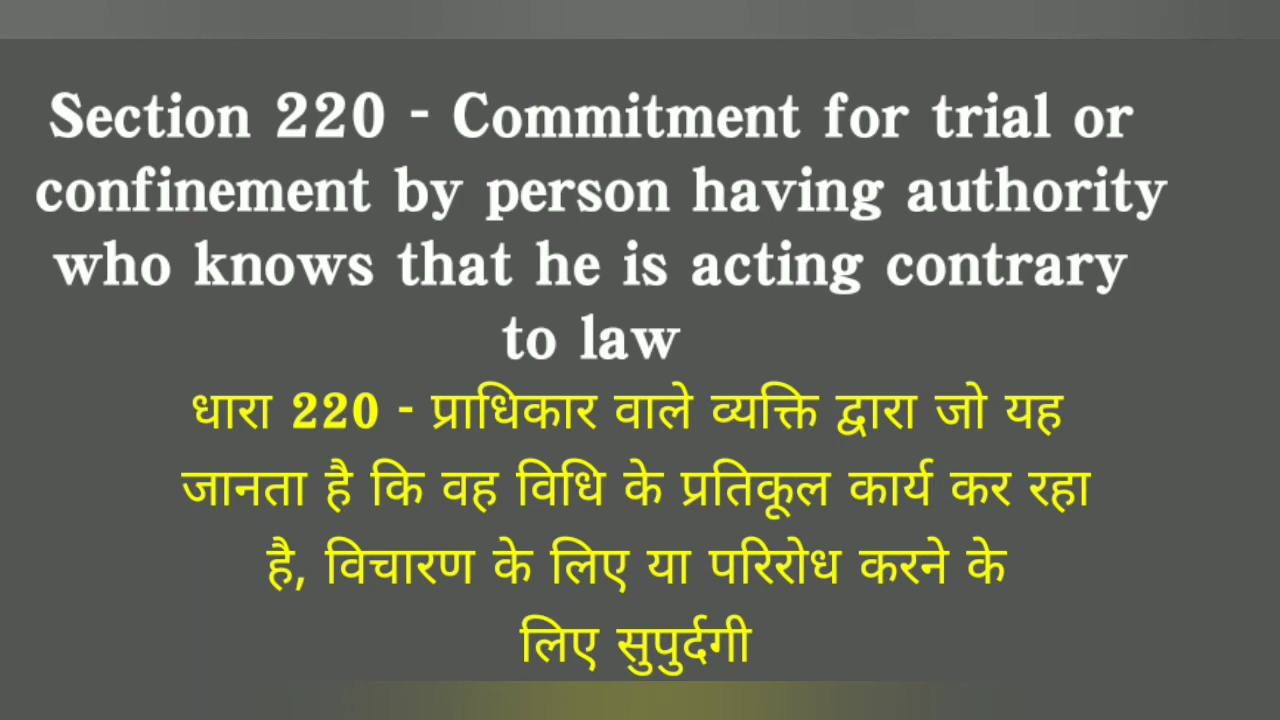 Section 220 - Commitment for trial or
confinement by person having authority
who knows that he is acting contrary
to law
धारा 220 - प्राधिकार वाले व्यक्ति द्वारा जो यह
जानता है कि वह विधि के प्रतिकूल कार्य कर रहा
है, विचारण के लिए या परिरोध करने के
लिए सुपुर्दगी